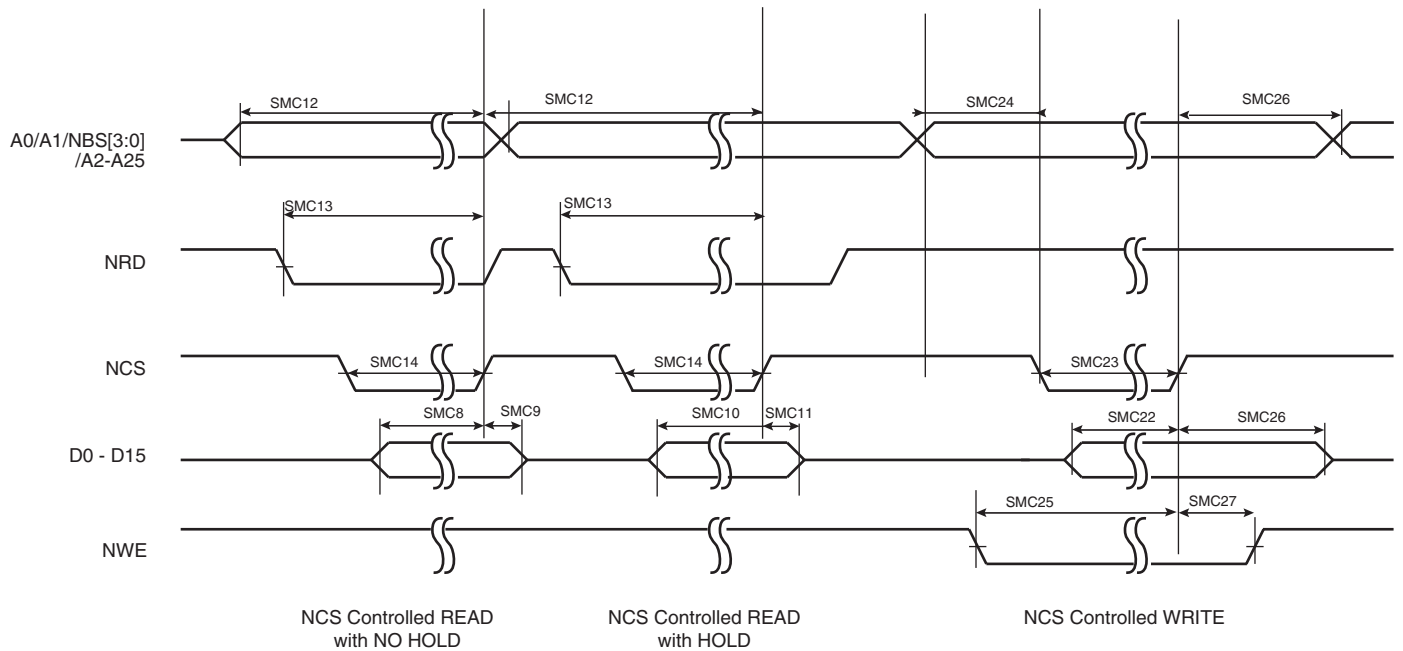 SMC12
SMC12
SMC24
SMC26
A0/A1/NBS[3:0]
/A2-A25
SMC13
SMC13
NRD
SMC14
SMC14
SMC23
NCS
SMC8
SMC9
SMC10
SMC11
SMC22
SMC26
D0 - D15
SMC25
SMC27
NWE
NCS Controlled READ
with NO HOLD
NCS Controlled READ
with HOLD
NCS Controlled WRITE